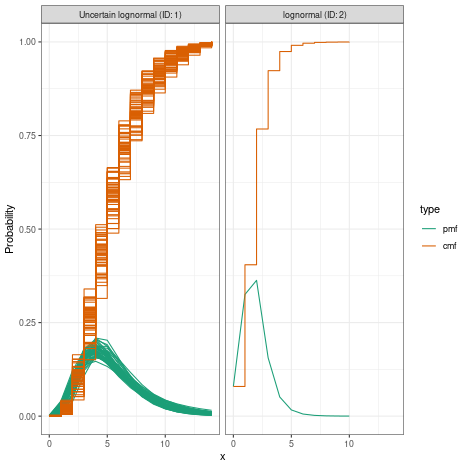 Uncertain lognormal (ID: 1)
lognormal (ID: 2)
1.00
0.75
0.50
0.25
0.00
Probability
0
5
10
0
5
10
x
type
pmf
cmf